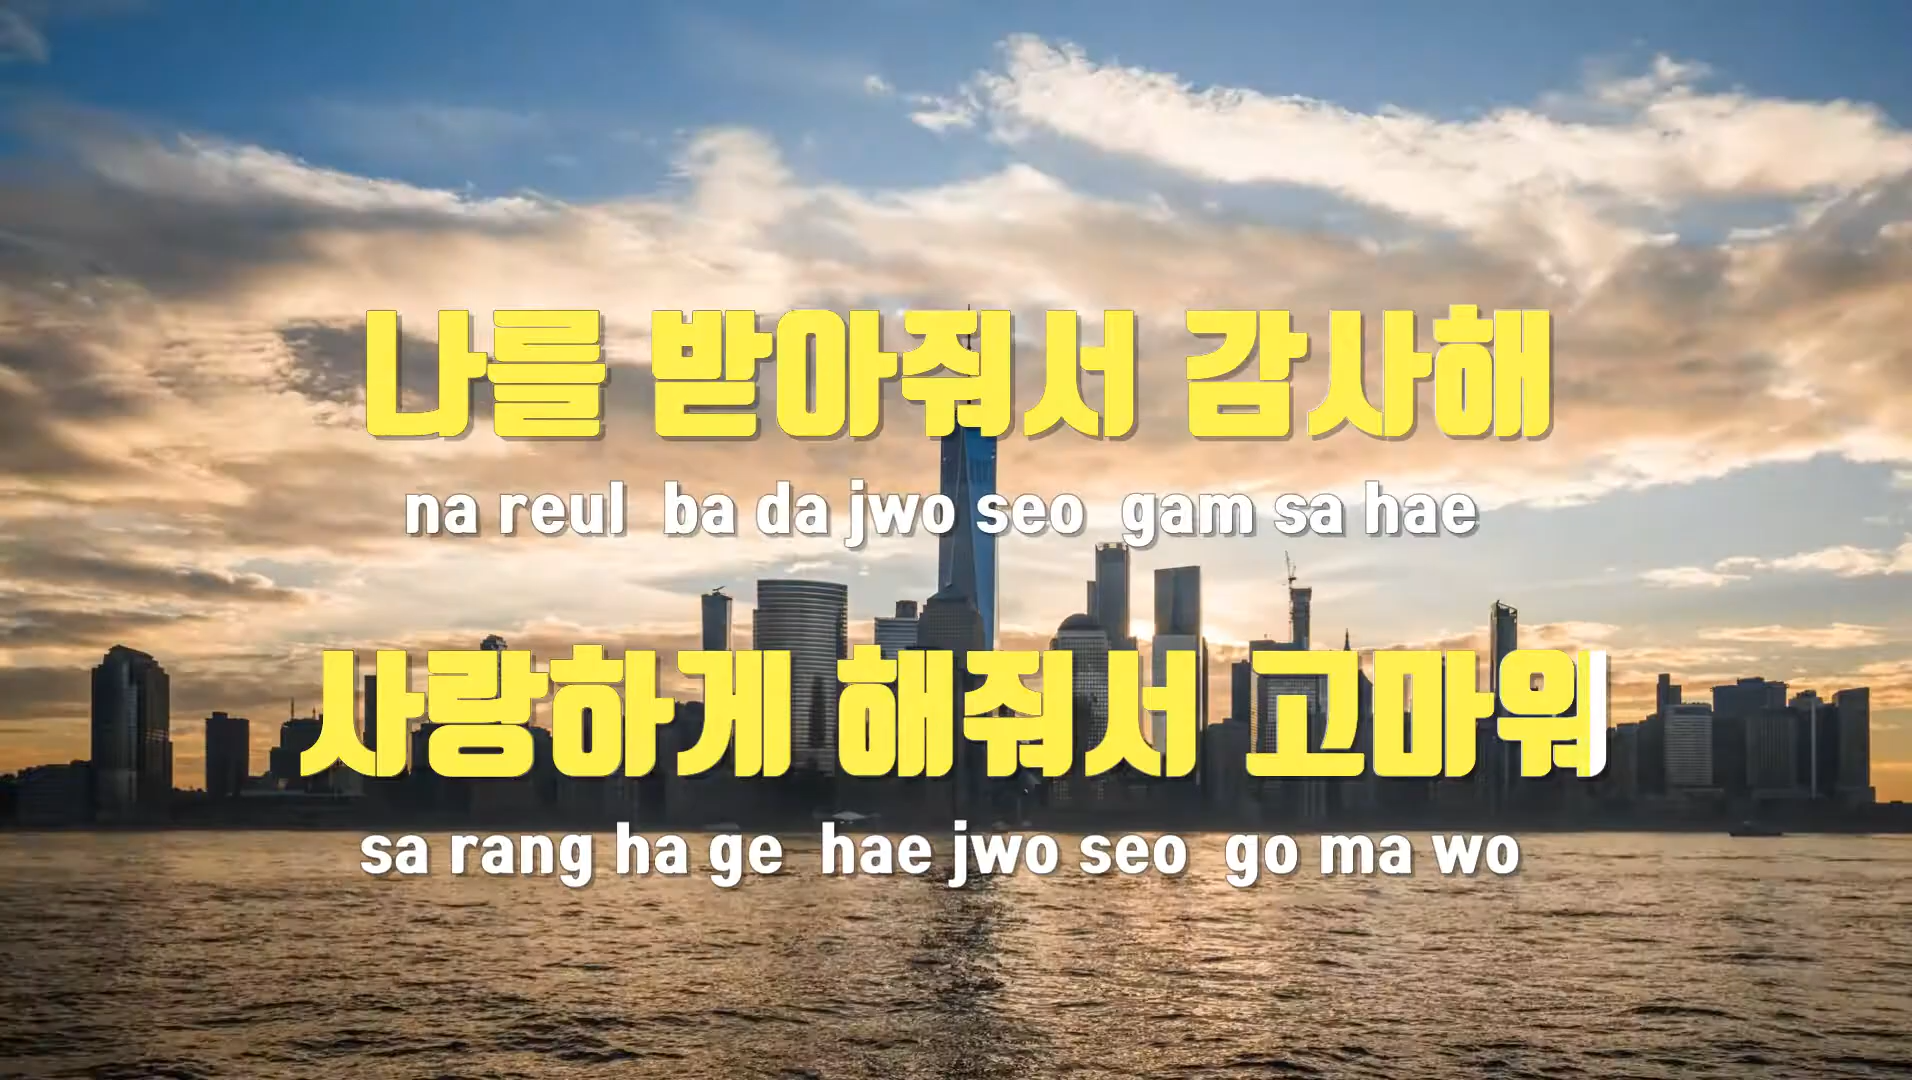 나를 받아줘서 감사해
na reul ba da jwo seo gam sa hae
사랑하게 해줘서 고마워
sa rang ha ge hae jwo seo go ma wo